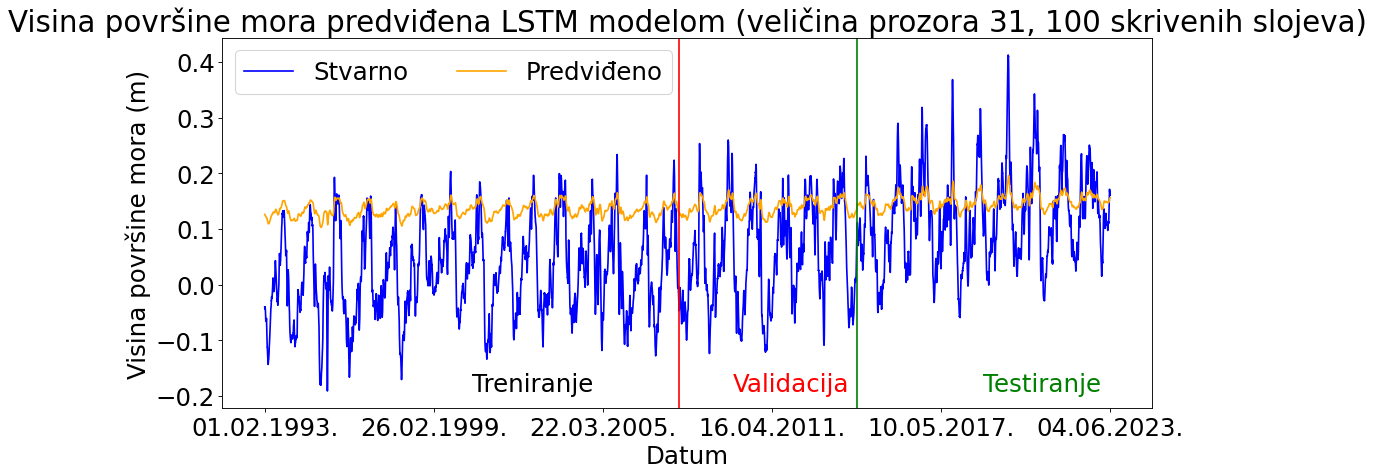 Visina površine mora predviđena LSTM modelom (veličina prozora 31, 100 skrivenih slojeva)
Stvarno Predviđeno
Visina površine mora (m)
0.4
0.3
0.2
0.1
0.0
−0.1
−0.2
Treniranje Validacija Testiranje
01.02.1993. 26.02.1999. 22.03.2005. 16.04.2011. 10.05.2017. 04.06.2023.
Datum